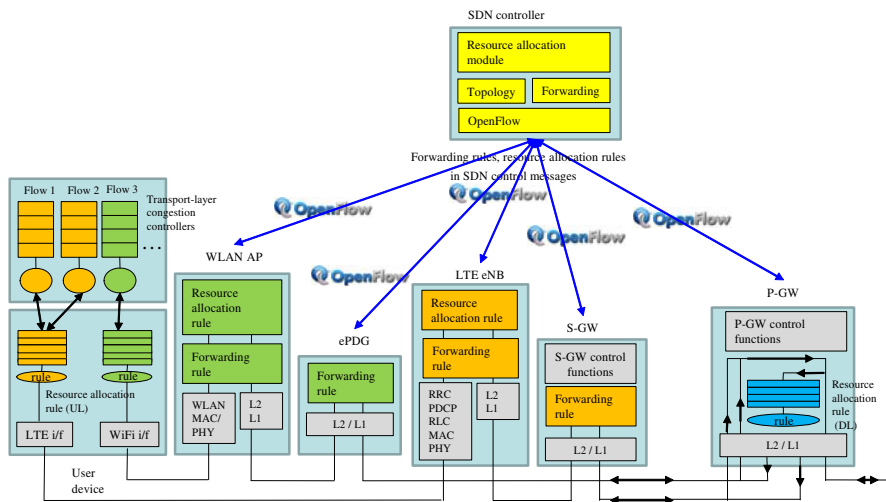 SDN controller
Resource allocation
module
Topology
Forwarding
OpenFlow
Forwarding rules, resource allocation rules
in SDN control messages
Flow 1
Flow 2
Flow 3
Transport-layer
congestion
controllers
. . .
OpenFlow
OpenFlow
OpenFlow
OpenFlow
OpenFlow
WLAN AP
Resource
allocation
rule
Forwarding
rule
WLAN
MAC/
PHY
L2
L1
ePDG
Forwarding
rule
L2 / L1
LTE eNB
Resource
allocation rule
Forwarding
rule
RRC
PDCP
RLC
MAC
PHY
L2
L1
S-GW
S-GW control
functions
Forwarding
rule
L2 / L1
P-GW
P-GW control
functions
rule
Resource
allocation
rule
(DL)
L2 / L1
rule
rule
Resource allocation
rule (UL)
LTE i/f
WiFi i/f
User
device